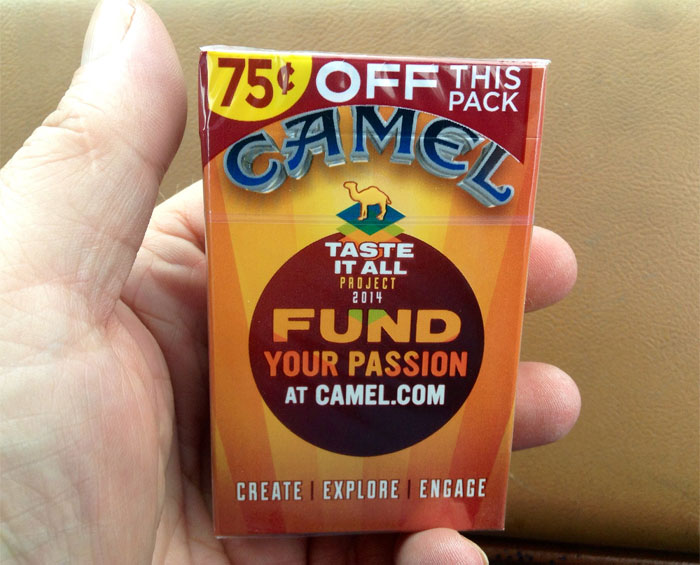 75¢ OFF THIS PACK
CAMEL
TASTE
IT ALL
PROJECT
2014
FUND
YOUR PASSION
AT CAMEL.COM
CREATE | EXPLORE | ENGAGE